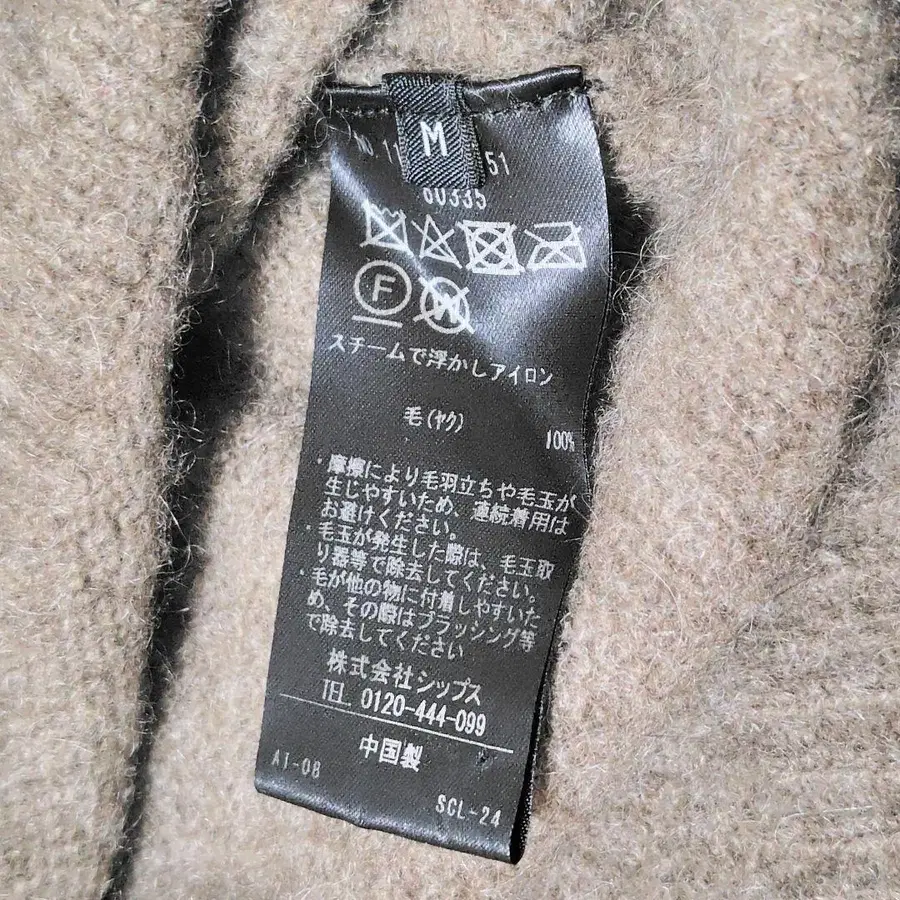 M
51
60335
F
W
スチームで浮かしアイロン
毛(ヤク) 100%
・摩擦により毛羽立ちや毛玉が
生じやすいため、連続着用は
お避けください。
・毛玉が発生した際は、毛玉取
り器等で除去してください。
・毛が他の物に付着しやすいた
め、その際はブラッシング等
で除去してください
株式会社シップス
TEL 0120-444-099
中国製
AT-08
SCL-24